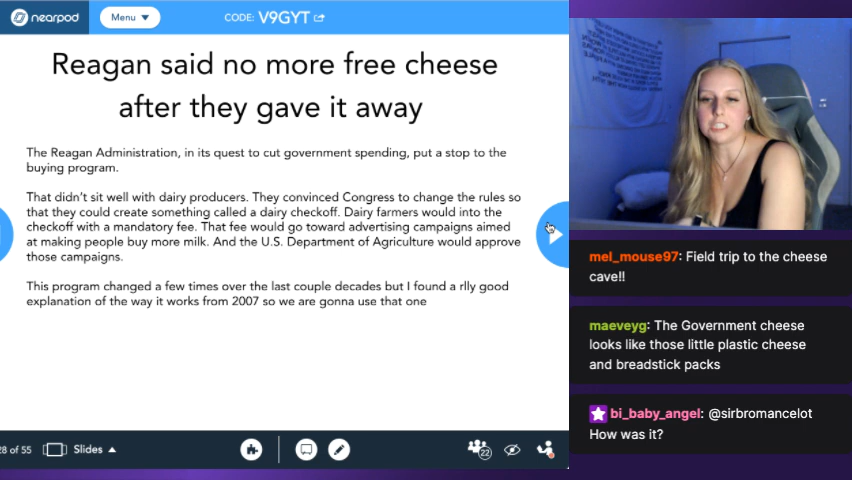 nearpod
Menu ▼
CODE: V9GYT
Reagan said no more free cheese
after they gave it away
The Reagan Administration, in its quest to cut government spending, put a stop to the
buying program.
That didn't sit well with dairy producers. They convinced Congress to change the rules so
that they could create something called a dairy checkoff. Dairy farmers would into the
checkoff with a mandatory fee. That fee would go toward advertising campaigns aimed
at making people buy more milk. And the U.S. Department of Agriculture would approve
those campaigns.
This program changed a few times over the last couple decades but I found a rlly good
explanation of the way it works from 2007 so we are gonna use that one
28 of 55
Slides ▲
22
mel_mouse97: Field trip to the cheese
cave!!
maeveyg: The Government cheese
looks like those little plastic cheese
and breadstick packs
bi_baby_angel: @sirbromancelot
How was it?